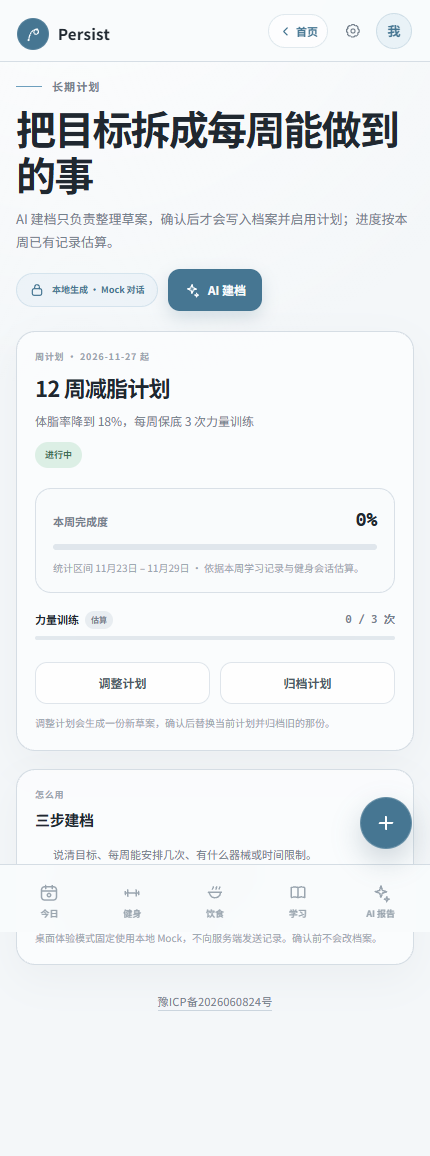 Persist
首页
我
长期计划
把目标拆成每周能做到
的事
AI 建档只负责整理草案，确认后才会写入档案并启用计划；进度按本
周已有记录估算。
本地生成 • Mock 对话
AI 建档
周计划 • 2026-11-27 起
12 周减脂计划
体脂率降到 18%，每周保底 3 次力量训练
进行中
本周完成度
0%
统计区间 11月23日 – 11月29日 • 依据本周学习记录与健身会话估算。
力量训练 估算
0 / 3 次
调整计划
归档计划
调整计划会生成一份新草案，确认后替换当前计划并归档旧的那份。
怎么用
三步建档
说清目标、每周能安排几次、有什么器械或时间限制。
今日
健身
饮食
学习
AI 报告
桌面体验模式固定使用本地 Mock，不向服务端发送记录。确认前不会改档案。
豫ICP备2026060824号